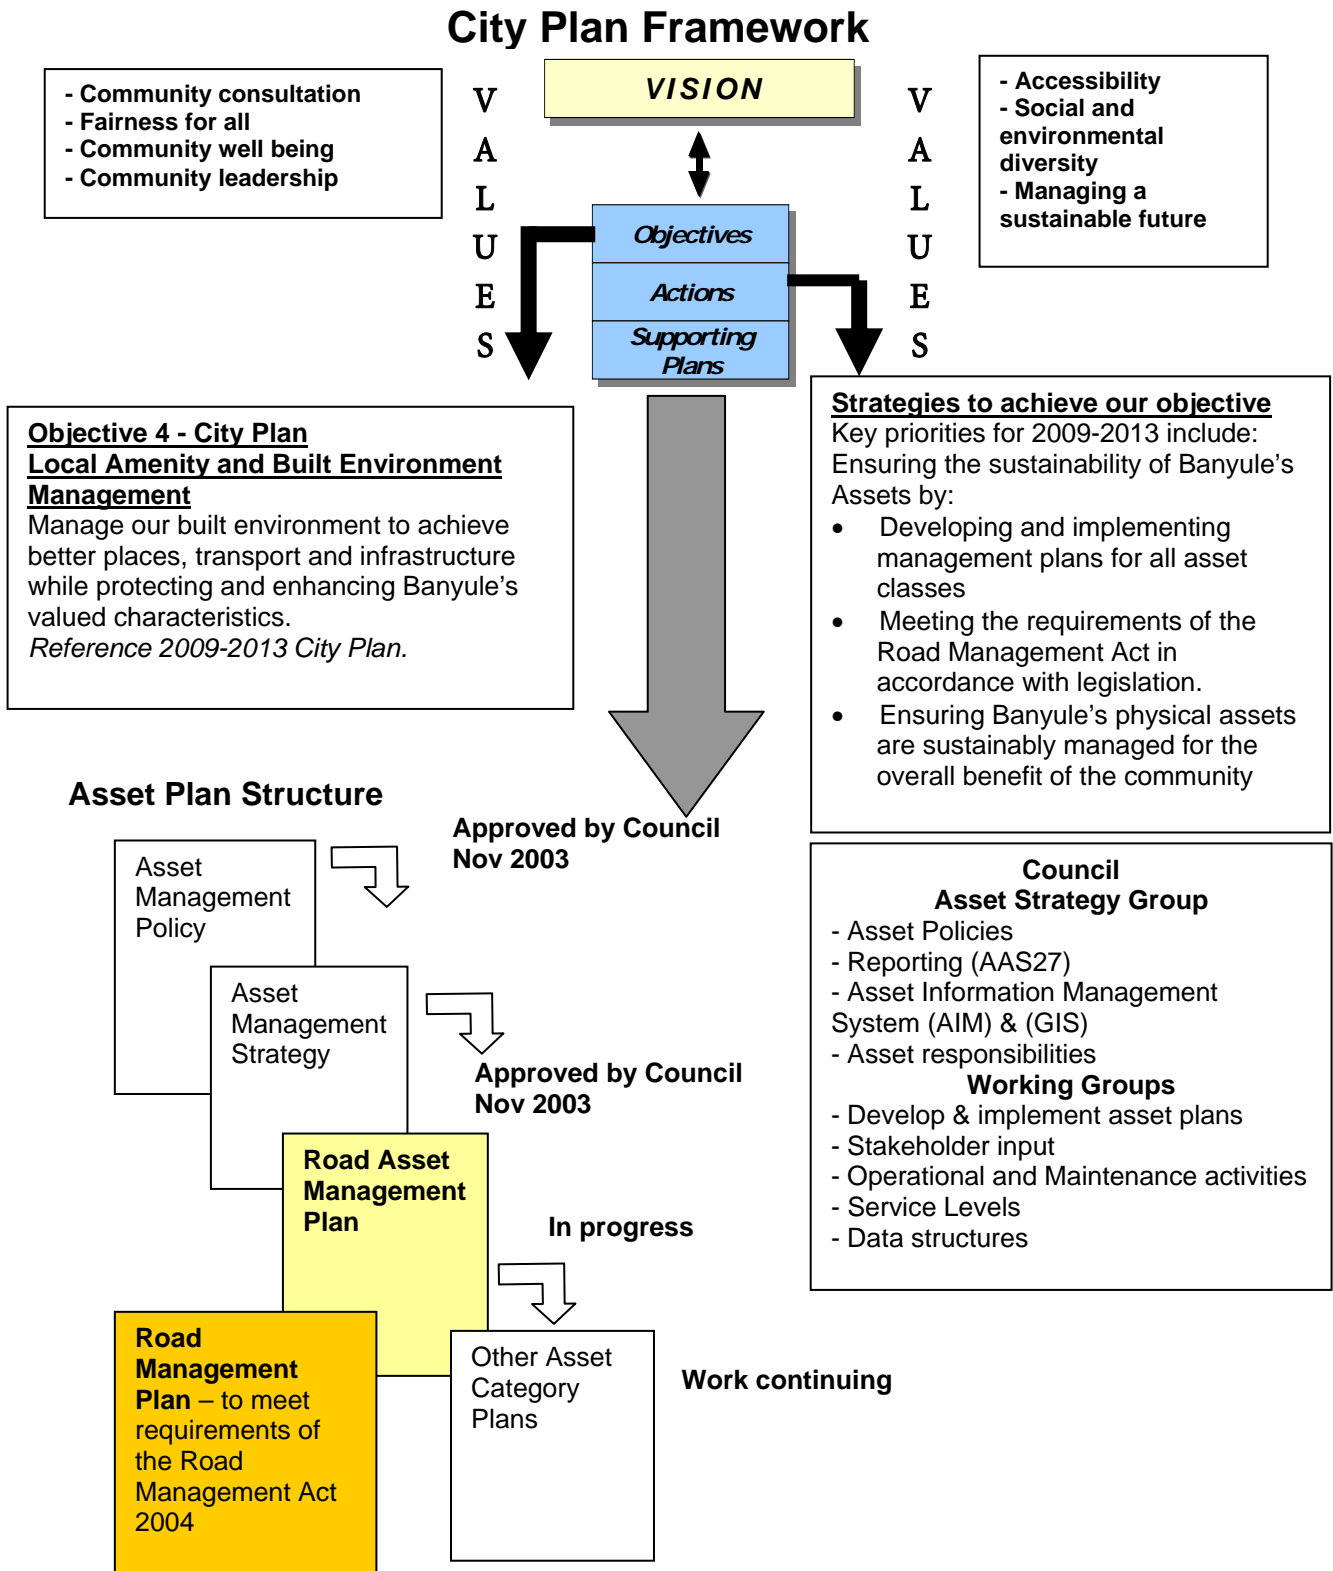 City Plan Framework
- Community consultation
- Fairness for all
- Community well being
- Community leadership
V
A
L
U
E
S
VISION
Objectives
Actions
Supporting
Plans
V
A
L
U
E
S
- Accessibility
- Social and
environmental
diversity
- Managing a
sustainable future
Objective 4 - City Plan
Local Amenity and Built Environment
Management
Manage our built environment to achieve
better places, transport and infrastructure
while protecting and enhancing Banyule’s
valued characteristics.
Reference 2009-2013 City Plan.
Strategies to achieve our objective
Key priorities for 2009-2013 include:
Ensuring the sustainability of Banyule’s
Assets by:
• Developing and implementing
management plans for all asset
classes
• Meeting the requirements of the
Road Management Act in
accordance with legislation.
• Ensuring Banyule’s physical assets
are sustainably managed for the
overall benefit of the community
Asset Plan Structure
Asset
Management
Policy
Approved by Council
Nov 2003
Asset
Management
Strategy
Approved by Council
Nov 2003
Road Asset
Management
Plan
In progress
Road
Management
Plan – to meet
requirements of
the Road
Management Act
2004
Other Asset
Category
Plans
Work continuing
Council
Asset Strategy Group
- Asset Policies
- Reporting (AAS27)
- Asset Information Management
System (AIM) & (GIS)
- Asset responsibilities
Working Groups
- Develop & implement asset plans
- Stakeholder input
- Operational and Maintenance activities
- Service Levels
- Data structures